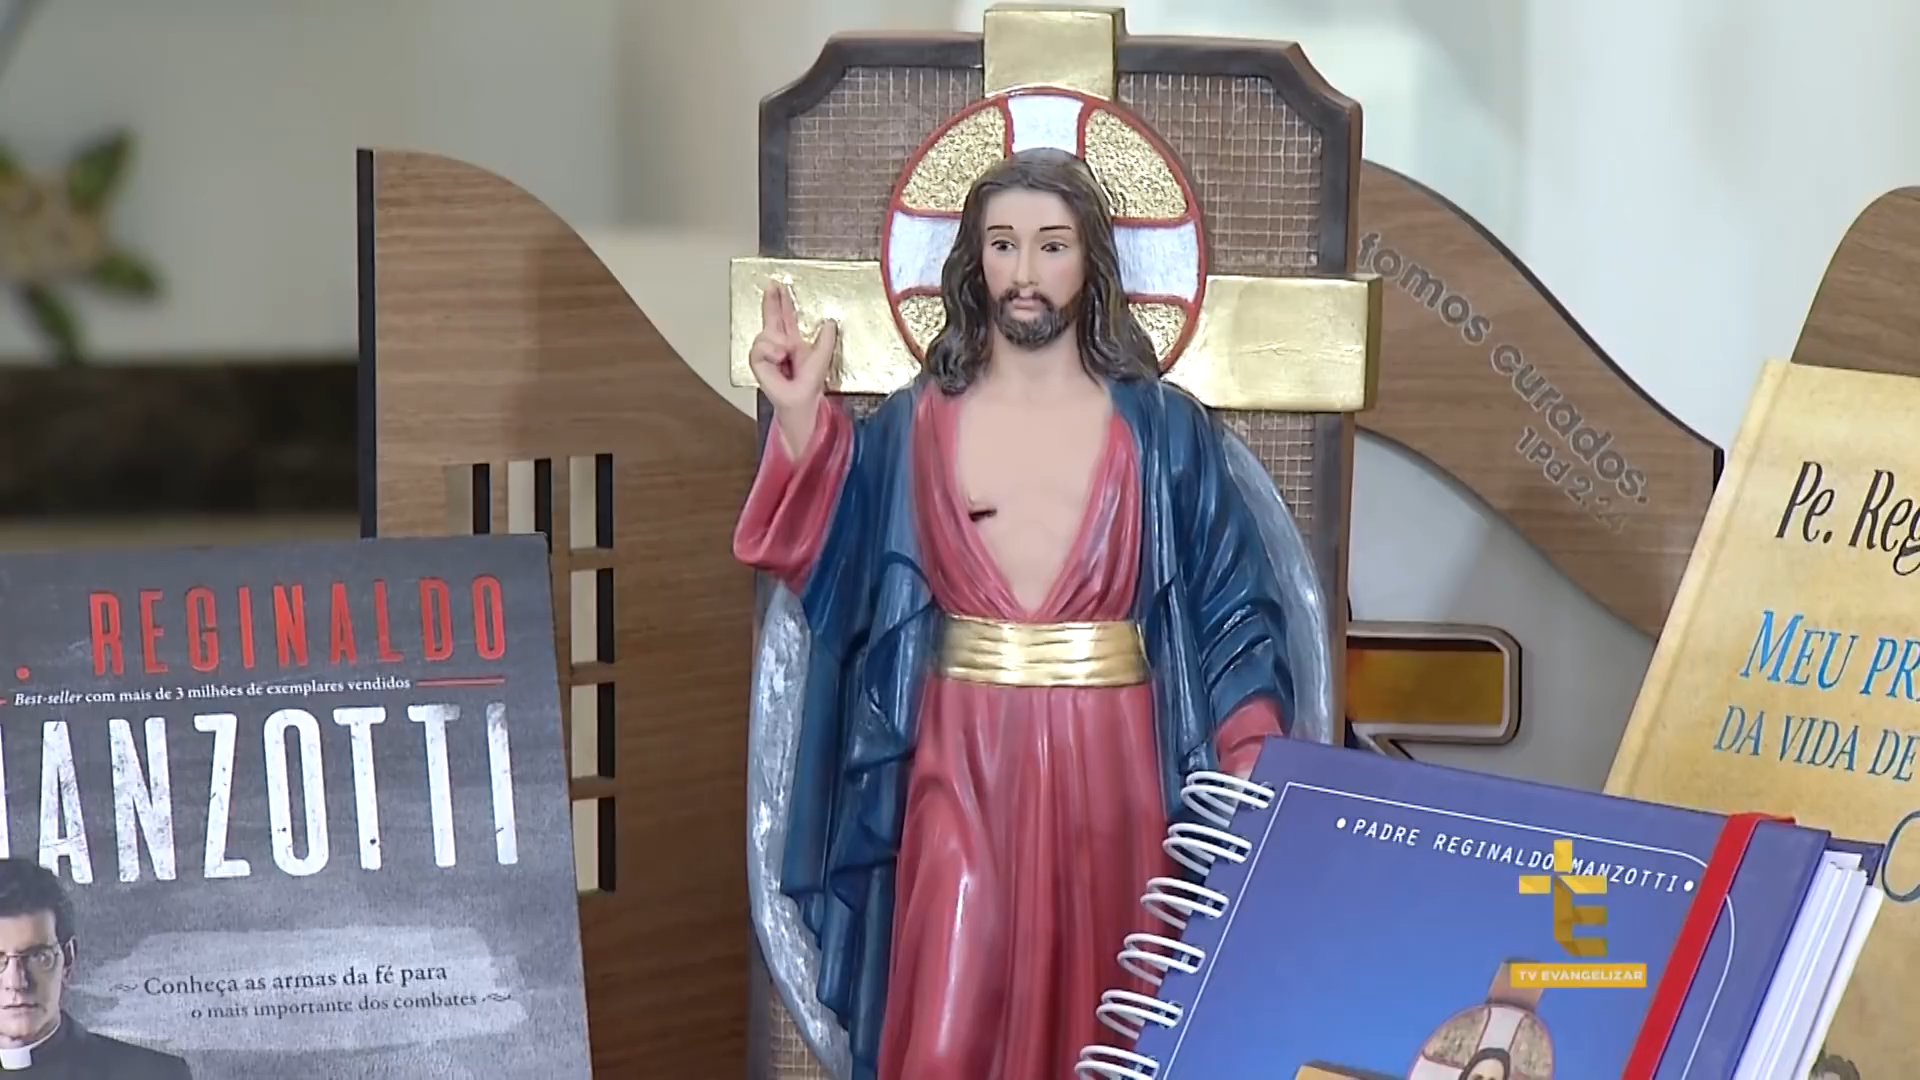 . REGINALDO
Best-seller com mais de 3 milhões de exemplares vendidos
MANZOTTI
Conheça as armas da fé para
o mais importante dos combates
fomos curados.
1Pd 2,24
Pe. Reg
MEU PR
DA VIDA DE
• PADRE REGINALDO MANZOTTI •
TV EVANGELIZAR